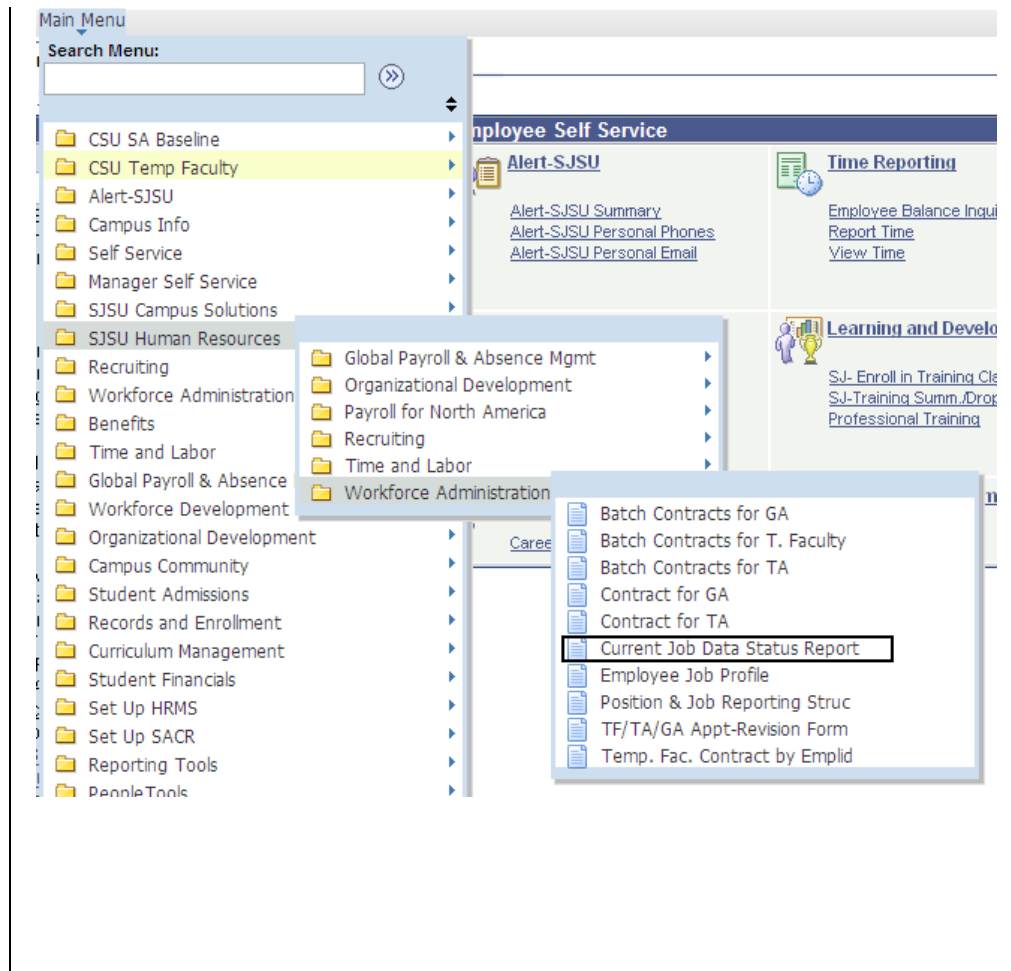 Main Menu
Search Menu:
CSU SA Baseline
CSU Temp Faculty
Alert-SJSU
Campus Info
Self Service
Manager Self Service
SJSU Campus Solutions
SJSU Human Resources
Recruiting
Workforce Administration
Benefits
Time and Labor
Global Payroll & Absence
Workforce Development
Organizational Development
Campus Community
Student Admissions
Records and Enrollment
Curriculum Management
Student Financials
Set Up HRMS
Set Up SACR
Reporting Tools
PeopleTools
Global Payroll & Absence Mgmt
Organizational Development
Payroll for North America
Recruiting
Time and Labor
Workforce Administration
Batch Contracts for GA
Batch Contracts for T. Faculty
Batch Contracts for TA
Contract for GA
Contract for TA
Current Job Data Status Report
Employee Job Profile
Position & Job Reporting Struc
TF/TA/GA Appt-Revision Form
Temp. Fac. Contract by Emplid
mployee Self Service
Alert-SJSU
Alert-SJSU Summary
Alert-SJSU Personal Phones
Alert-SJSU Personal Email
Time Reporting
Employee Balance Inqui
Report Time
View Time
Learning and Develo
SJ- Enroll in Training Cla
SJ-Training Summ./Drop
Professional Training
Caree